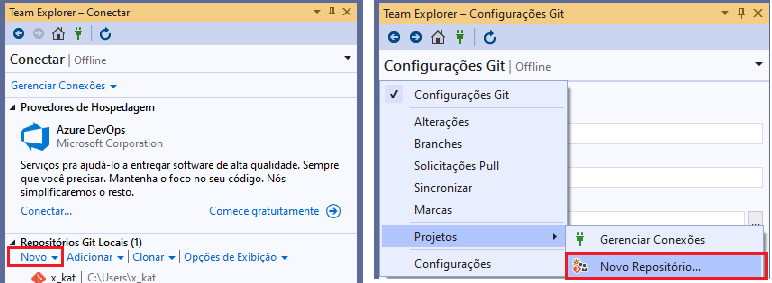 Team Explorer – Conectar
Conectar | Offline
Gerenciar Conexões
Provedores de Hospedagem
Azure DevOps
Microsoft Corporation
Serviços pra ajudá-lo a entregar software de alta qualidade. Sempre
que você precisar. Mantenha o foco no seu código. Nós
simplificaremos o resto.
Conectar... Comece gratuitamente
Repositórios Git Locais (1)
Novo | Adicionar | Clonar | Opções de Exibição
x_kat | C:\Users\x_kat
Team Explorer – Configurações Git
Configurações Git | Offline
Configurações Git
Alterações
Branches
Solicitações Pull
Sincronizar
Marcas
Projetos
Configurações
...
Gerenciar Conexões
Novo Repositório...